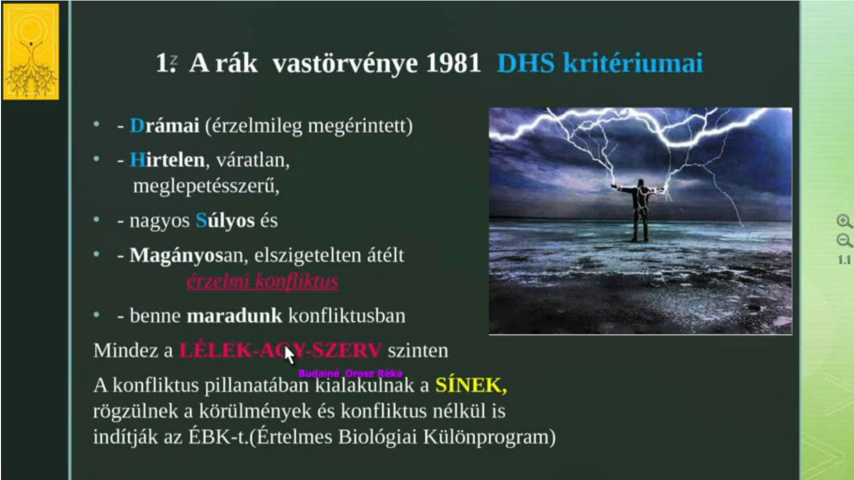 1. z A rák vastörvénye 1981 DHS kritériumai
• - Drámai (érzelmileg megérintett)
• - Hirtelen, váratlan,
meglepetésszerű,
• - nagyos Súlyos és
• - Magányosan, elszigetelten átélt
érzelmi konfliktus
• - benne maradunk konfliktusban
Mindez a LÉLEK-AGY-SZERV szinten
Budainé Orosz Réka
A konfliktus pillanatában kialakulnak a SÍNEK,
rögzülnek a körülmények és konfliktus nélkül is
indítják az ÉBK-t.(Értelmes Biológiai Különprogram)
1.1